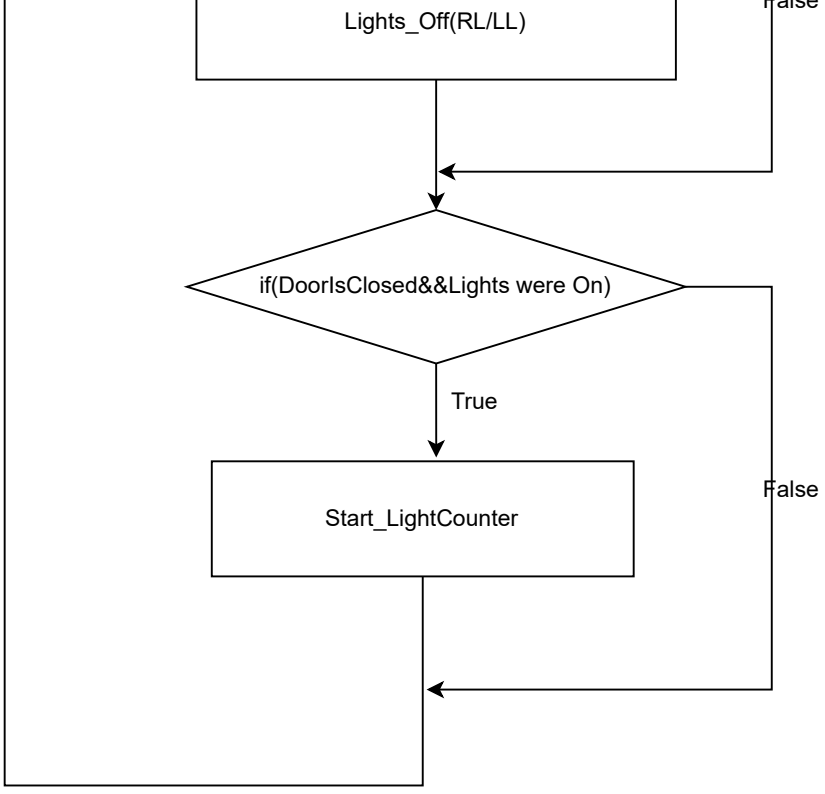 False
Lights_Off(RL/LL)
if(DoorIsClosed&&Lights were On)
True
False
Start_LightCounter